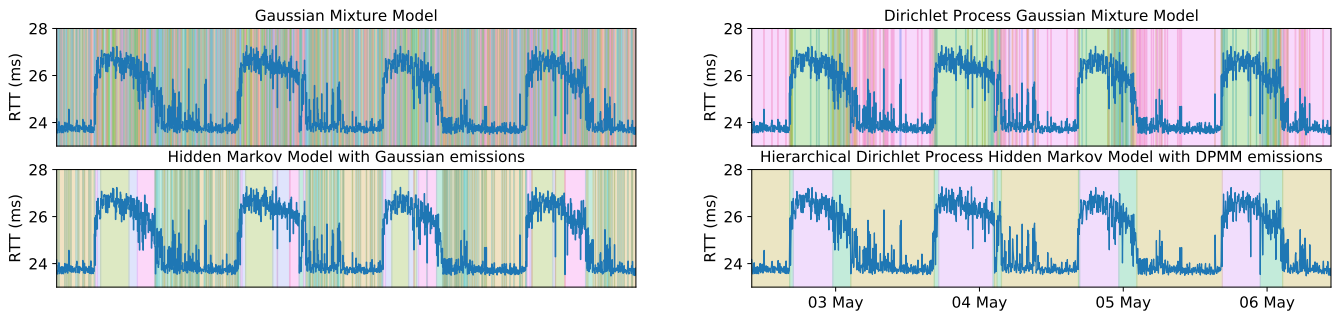 Gaussian Mixture Model
Dirichlet Process Gaussian Mixture Model
28
26
24
RTT (ms)
Hidden Markov Model with Gaussian emissions
Hierarchical Dirichlet Process Hidden Markov Model with DPMM emissions
28
26
24
RTT (ms)
28
26
24
RTT (ms)
28
26
24
RTT (ms)
03 May
04 May
05 May
06 May